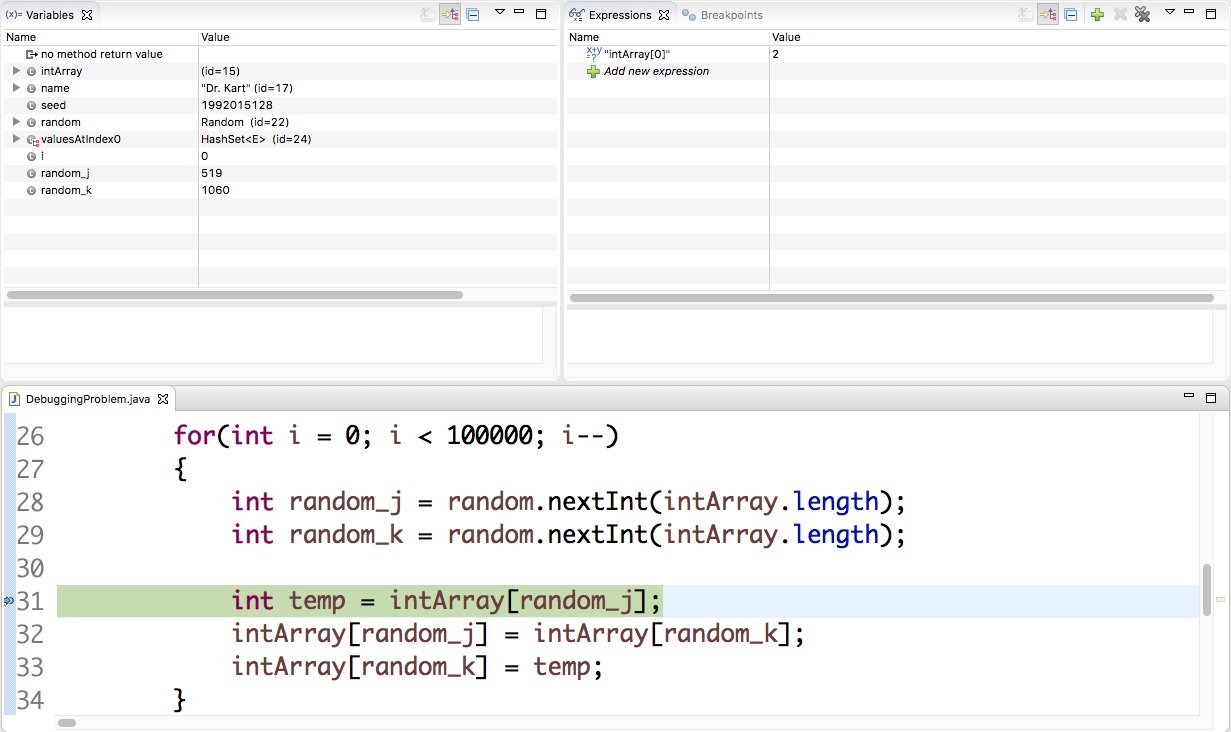 (x)= Variables
Name Value
no method return value
intArray (id=15)
name "Dr. Kart" (id=17)
seed 1992015128
random Random (id=22)
valuesAtIndex0 HashSet<E> (id=24)
i 0
random_j 519
random_k 1060
Expressions Breakpoints
Name Value
"intArray[0]" 2
Add new expression
DebuggingProblem.java
26 for(int i = 0; i < 100000; i--)
27 {
28 int random_j = random.nextInt(intArray.length);
29 int random_k = random.nextInt(intArray.length);
30
31 int temp = intArray[random_j];
32 intArray[random_j] = intArray[random_k];
33 intArray[random_k] = temp;
34 }